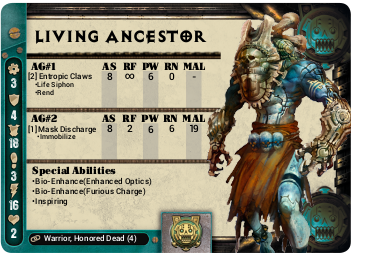 LIVING ANCESTOR
AG#1 AS RF PW RN MAL
[2] Entropic Claws 8 ∞ 6 0 -
•Life Siphon
•Rend
AG#2 AS RF PW RN MAL
[1] Mask Discharge 8 2 6 6 19
•Immobilize
Special Abilities
•Bio-Enhance(Enhanced Optics)
•Bio-Enhance(Furious Charge)
•Inspiring
3
4
18
3
16
2
Warrior, Honored Dead (4)